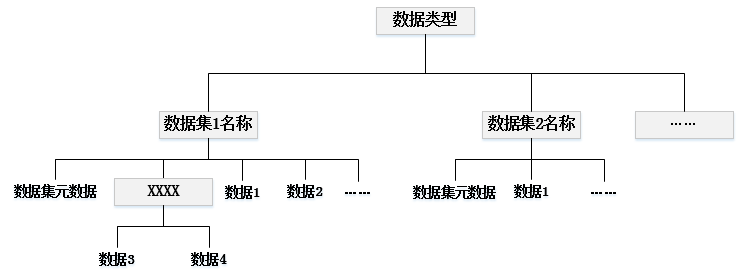 数据类型
数据集1名称
数据集2名称
……
数据集元数据
XXXX
数据1
数据2
……
数据集元数据
数据1
……
数据3
数据4